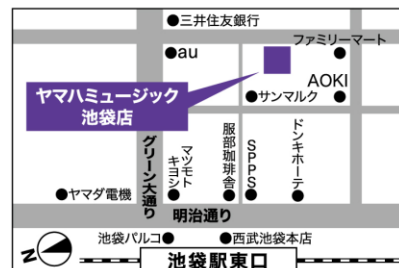 三井住友銀行
au
ファミリーマート
AOKI
ヤマハミュージック
池袋店
サンマルク
グリーン大通り
マツモト
キヨシ
服部珈琲舎
SPPS
ドンキホーテ
ヤマダ電機
明治通り
池袋パルコ
西武池袋本店
池袋駅東口
N